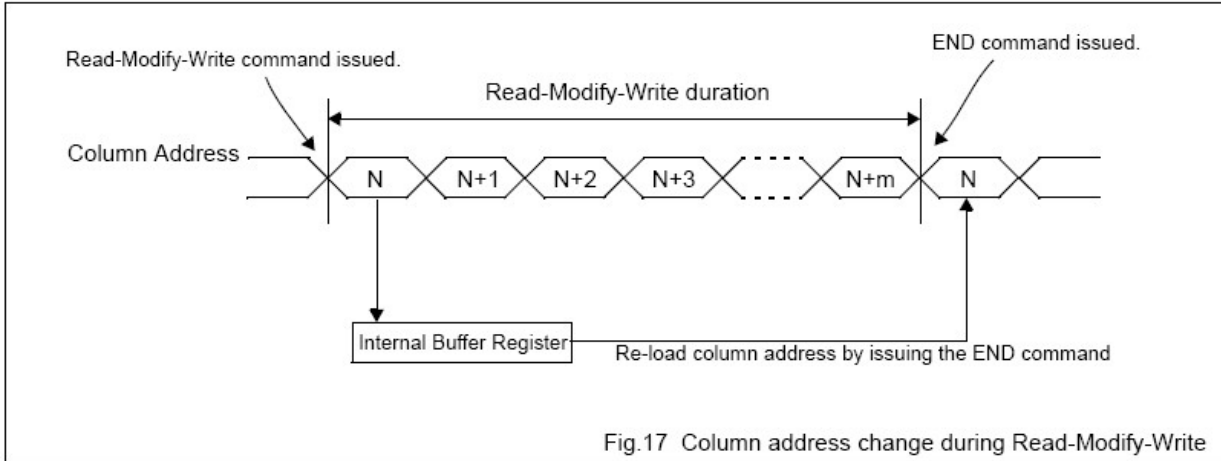 END command issued.
Read-Modify-Write command issued.
Read-Modify-Write duration
Column Address
N N+1 N+2 N+3 N+m N
Internal Buffer Register
Re-load column address by issuing the END command
Fig.17 Column address change during Read-Modify-Write